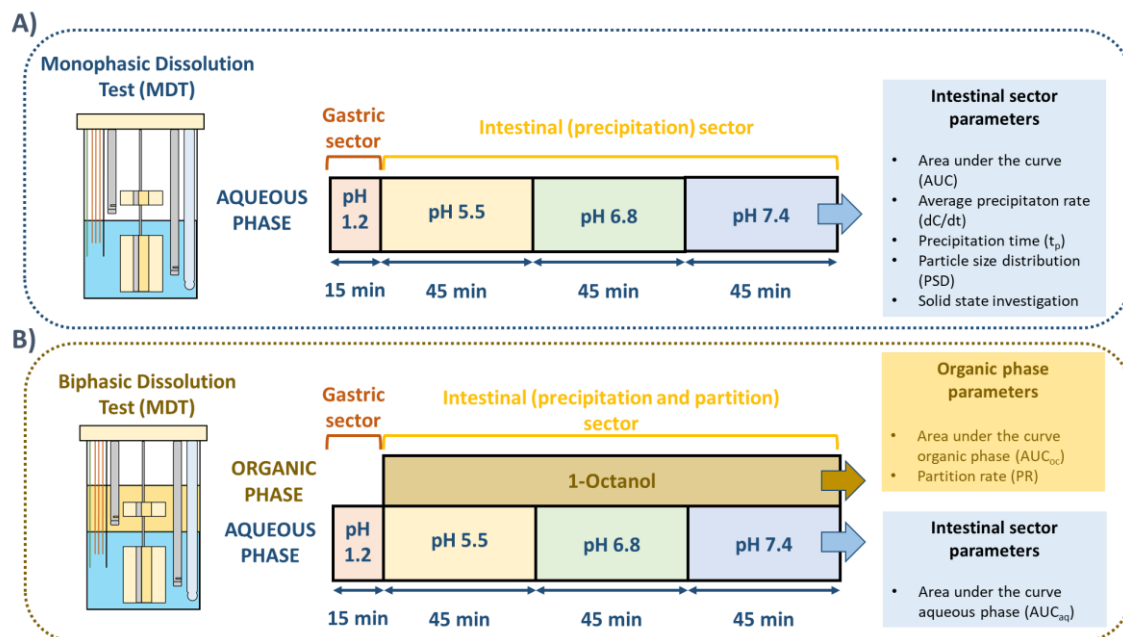 A)
Monophasic Dissolution
Test (MDT)
Gastric
sector
Intestinal (precipitation) sector
AQUEOUS
PHASE
pH
1.2
pH 5.5
pH 6.8
pH 7.4
15 min
45 min
45 min
45 min
Intestinal sector
parameters
• Area under the curve
(AUC)
• Average precipitaton rate
(dC/dt)
• Precipitation time (tp)
• Particle size distribution
(PSD)
• Solid state investigation
B)
Biphasic Dissolution
Test (MDT)
Gastric
sector
Intestinal (precipitation and partition)
sector
ORGANIC
PHASE
1-Octanol
AQUEOUS
PHASE
pH
1.2
pH 5.5
pH 6.8
pH 7.4
15 min
45 min
45 min
45 min
Organic phase
parameters
• Area under the curve
organic phase (AUCoc)
• Partition rate (PR)
Intestinal sector
parameters
• Area under the curve
aqueous phase (AUCaq)